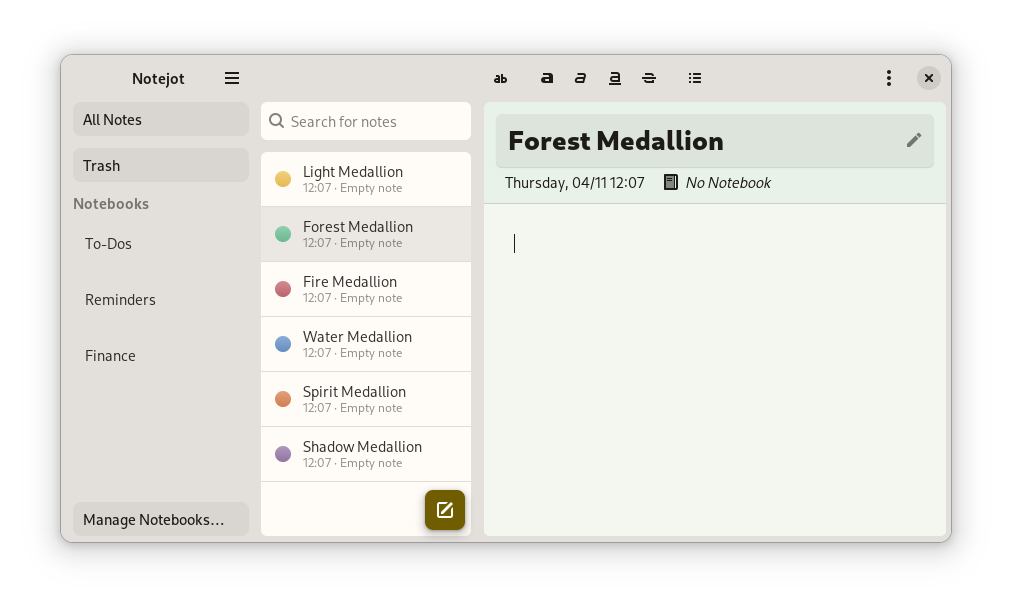 Notejot
ab a a a S
All Notes
Trash
Notebooks
To-Dos
Reminders
Finance
Manage Notebooks...
Search for notes
Light Medallion
12:07 · Empty note
Forest Medallion
12:07 · Empty note
Fire Medallion
12:07 · Empty note
Water Medallion
12:07 · Empty note
Spirit Medallion
12:07 · Empty note
Shadow Medallion
12:07 · Empty note
Forest Medallion
Thursday, 04/11 12:07 No Notebook